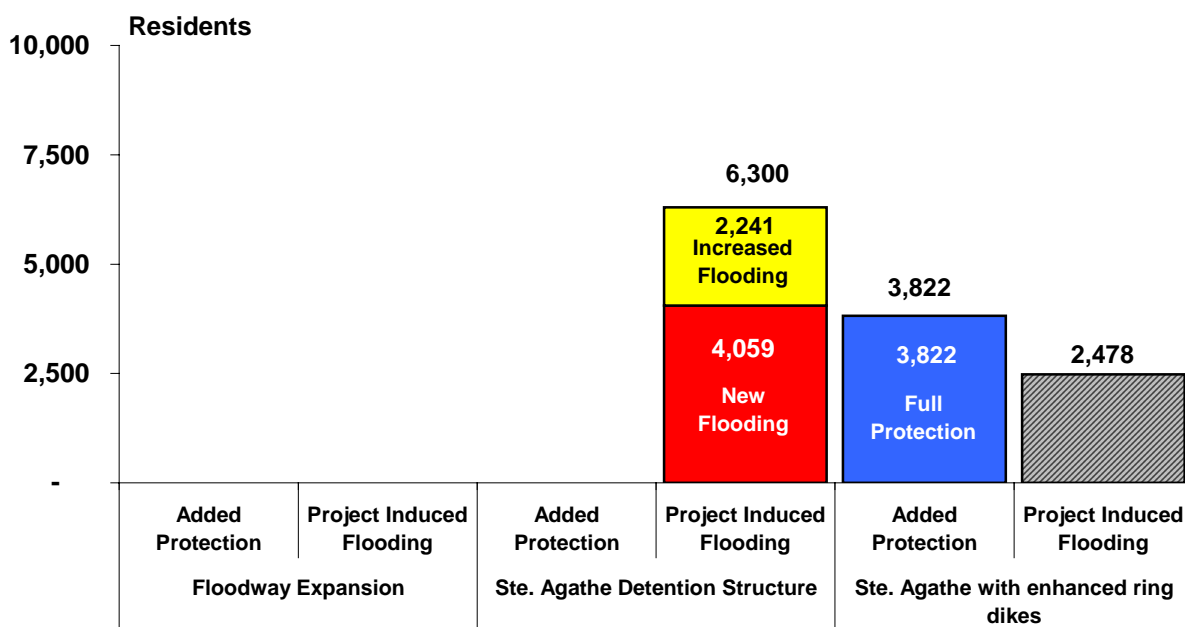 Residents
10,000
7,500
5,000
2,500
-
6,300
2,241
Increased
Flooding
4,059
New
Flooding
3,822
3,822
Full
Protection
2,478
Added
Protection
Project Induced
Flooding
Added
Protection
Project Induced
Flooding
Added
Protection
Project Induced
Flooding
Floodway Expansion
Ste. Agathe Detention Structure
Ste. Agathe with enhanced ring
dikes